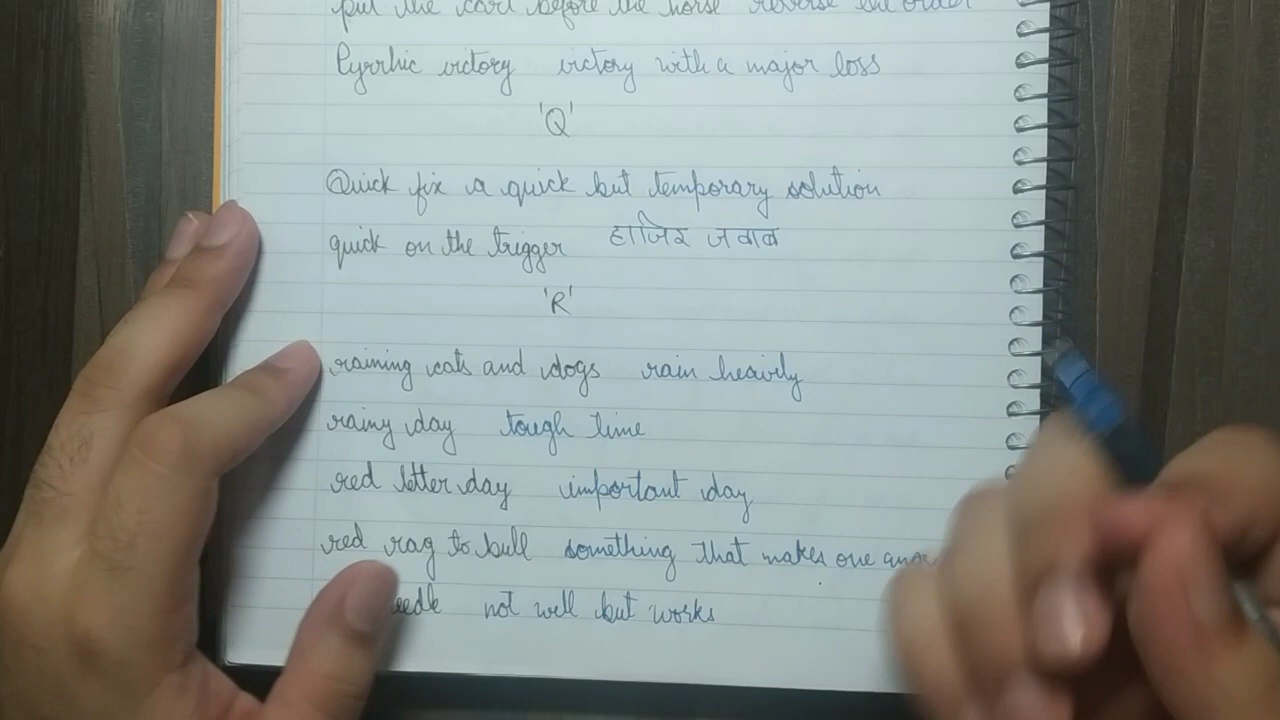 put the cart before the horse reverse the order
Pyrrhic victory victory with a major loss
'Q'
Quick fix a quick but temporary solution
quick on the trigger हाजिर जवाब
'R'
raining cats and dogs rain heavily
rainy day tough time
red letter day important day
red rag to bull something that makes one
not well but works